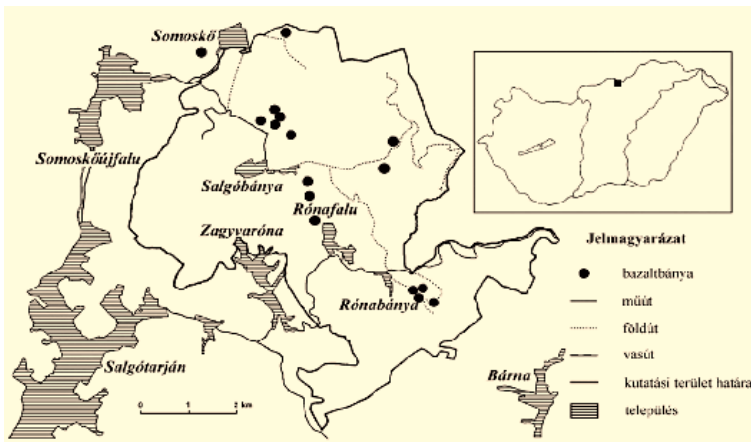 Somoskő
Somoskőújfalu
Salgóbánya
Rónafalu
Zagyvaróna
Rónabánya
Salgótarján
Bárna
0 1 2 km
Jelmagyarázat
bazaltbánya
műút
földút
vasút
kutatási terület határa
település